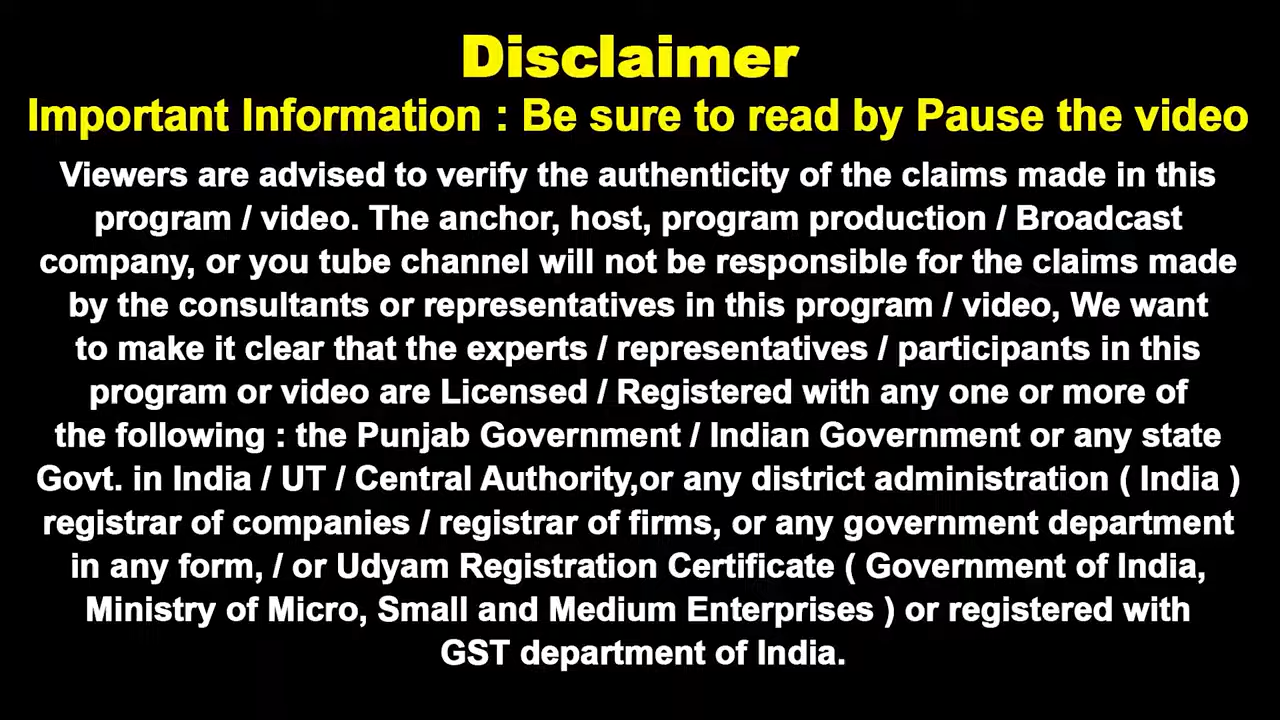 Disclaimer
Important Information : Be sure to read by Pause the video
Viewers are advised to verify the authenticity of the claims made in this
program / video. The anchor, host, program production / Broadcast
company, or you tube channel will not be responsible for the claims made
by the consultants or representatives in this program / video, We want
to make it clear that the experts / representatives / participants in this
program or video are Licensed / Registered with any one or more of
the following : the Punjab Government / Indian Government or any state
Govt. in India / UT / Central Authority,or any district administration ( India )
registrar of companies / registrar of firms, or any government department
in any form, / or Udyam Registration Certificate ( Government of India,
Ministry of Micro, Small and Medium Enterprises ) or registered with
GST department of India.